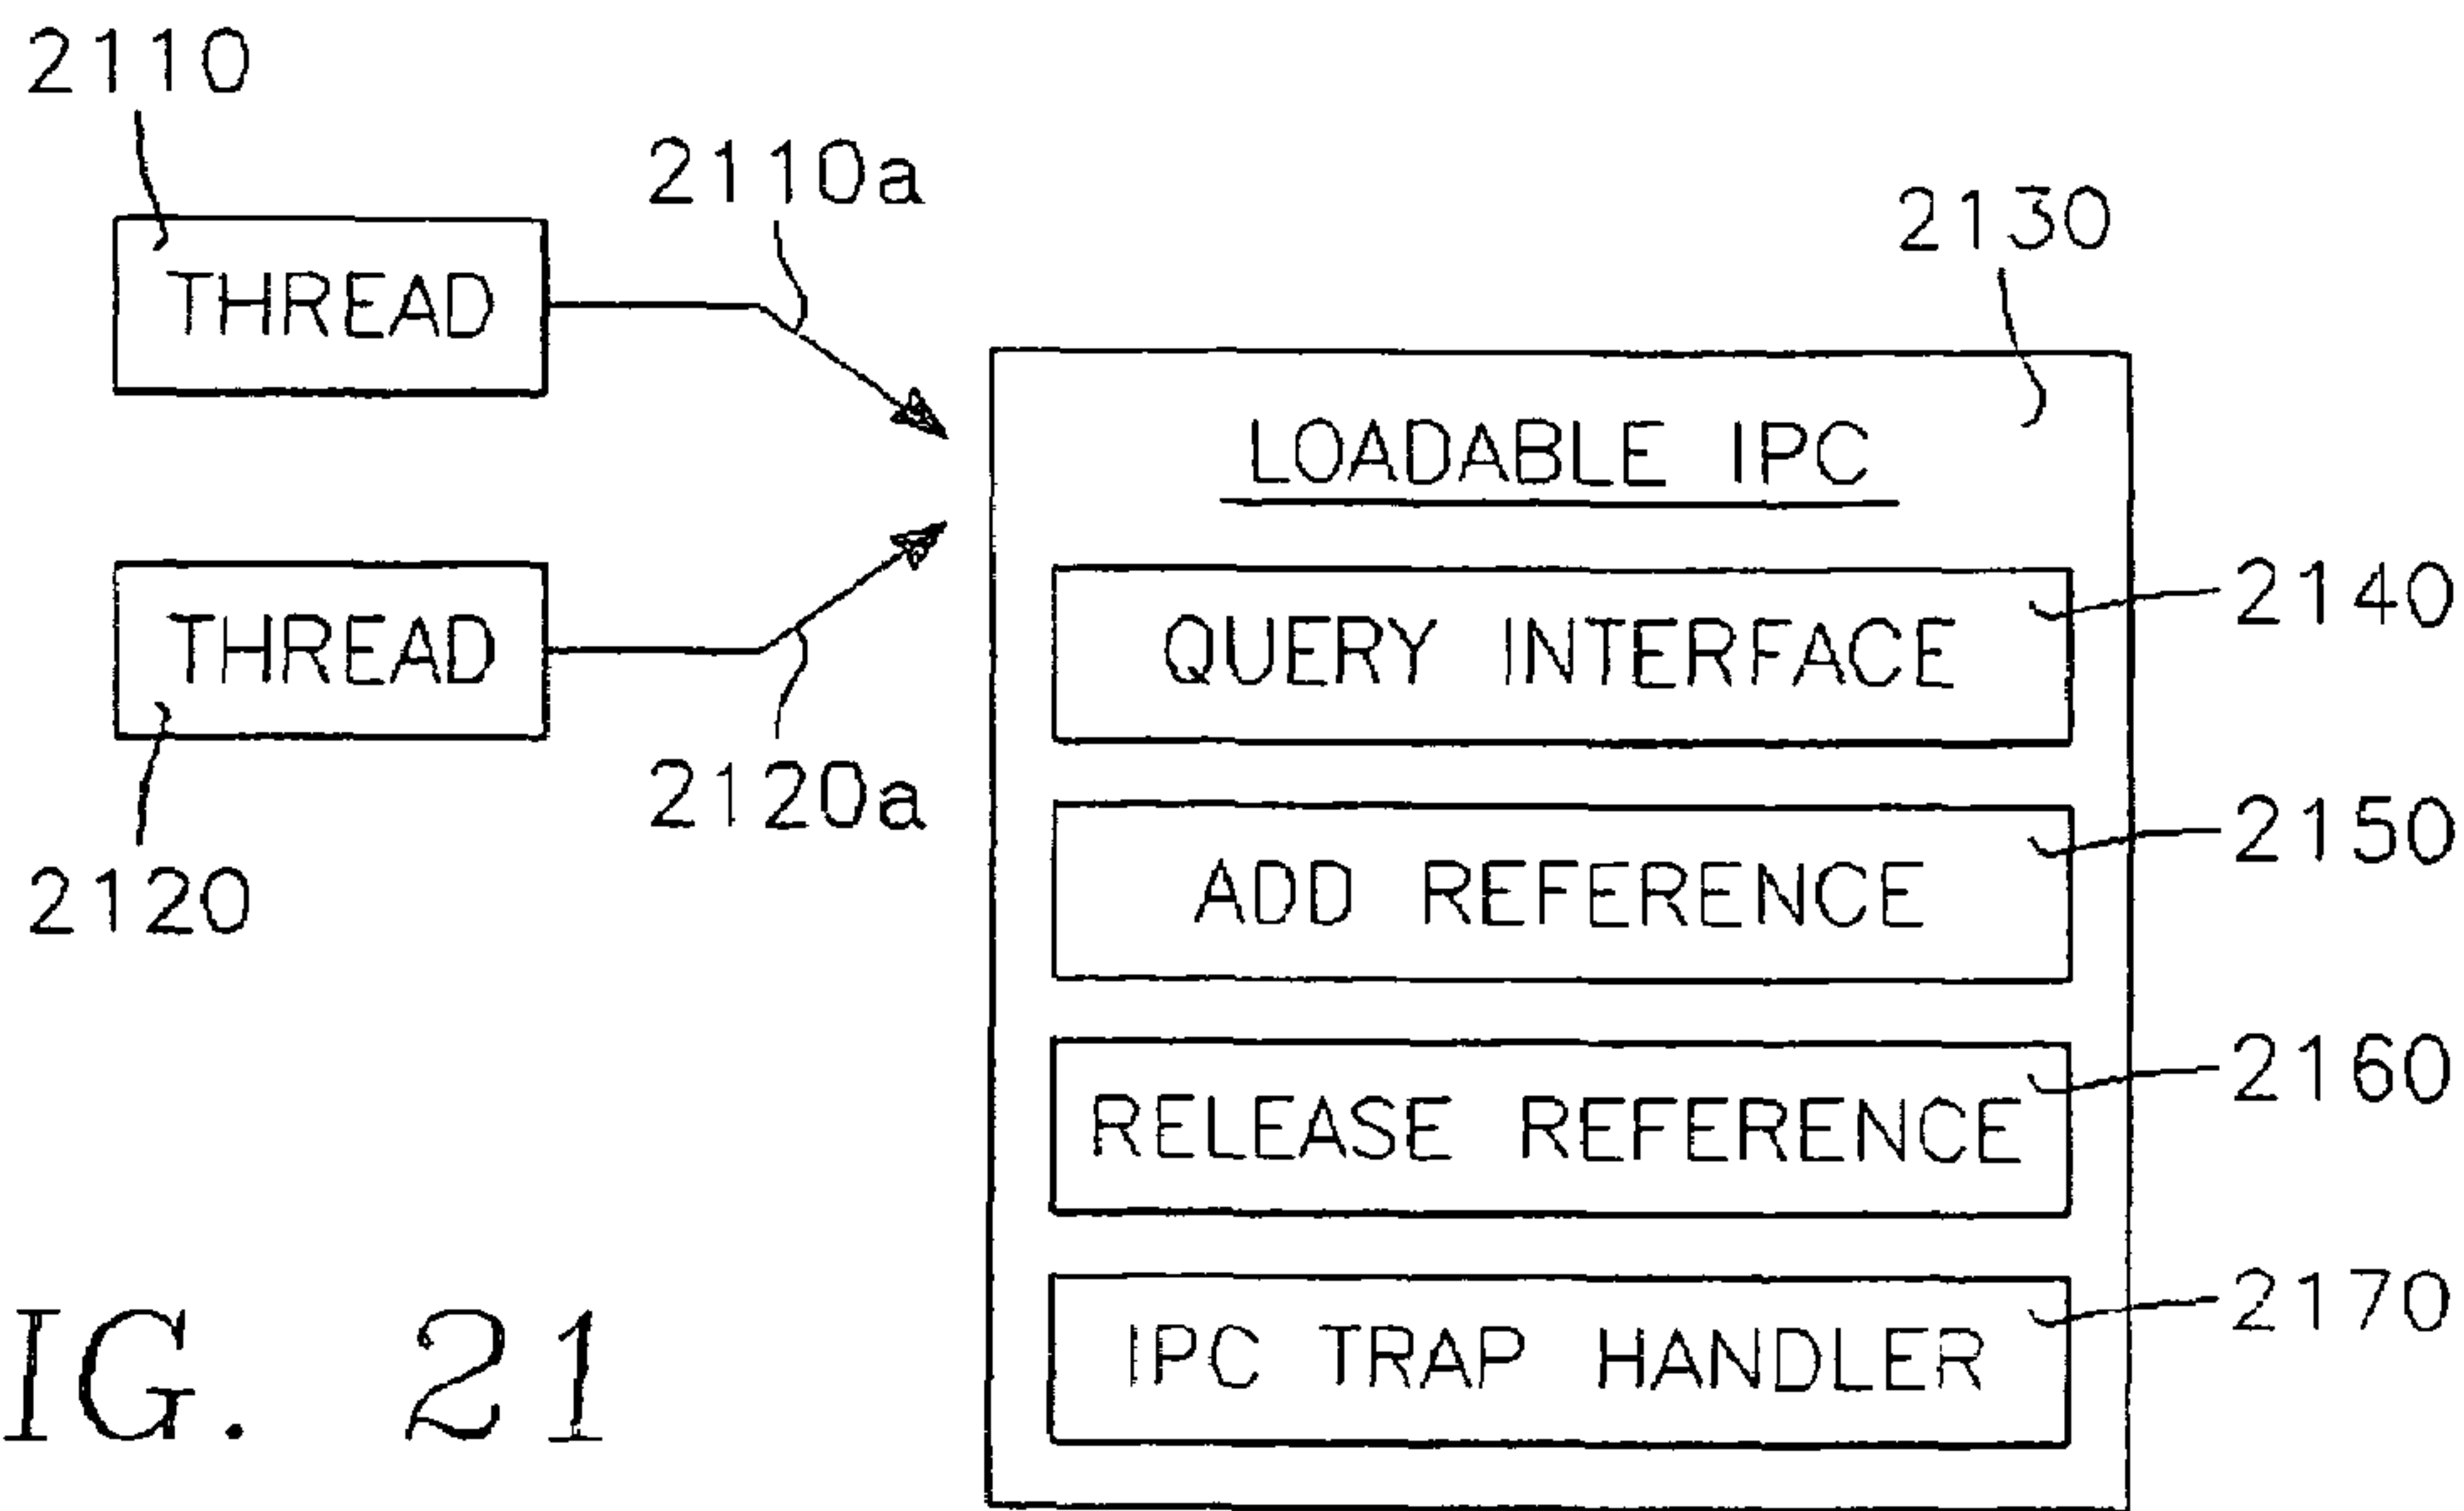 2110
2110a
2130
THREAD
LOADABLE IPC
THREAD
2140
QUERY INTERFACE
2120a
2150
2120
ADD REFERENCE
2160
RELEASE REFERENCE
2170
IPC TRAP HANDLER
IG. 21